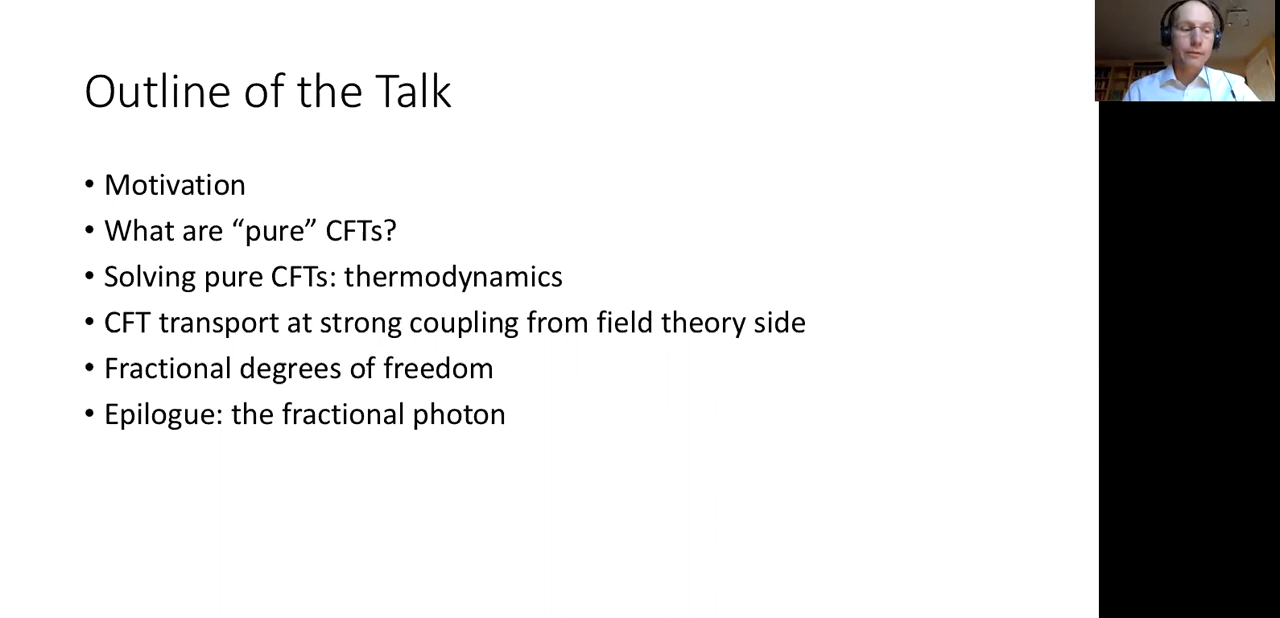 Outline of the Talk
• Motivation
• What are “pure” CFTs?
• Solving pure CFTs: thermodynamics
• CFT transport at strong coupling from field theory side
• Fractional degrees of freedom
• Epilogue: the fractional photon